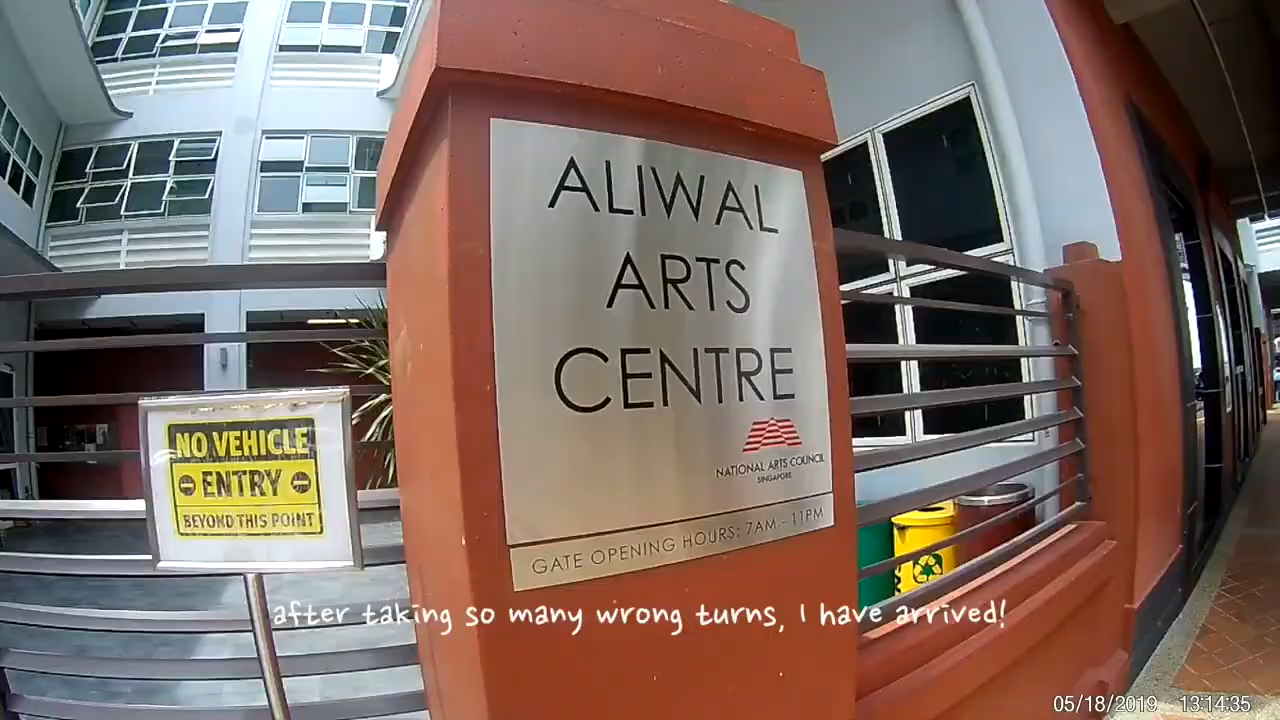 ALIWAL
ARTS
CENTRE
NATIONAL ARTS COUNCIL
SINGAPORE
GATE OPENING HOURS: 7AM - 11PM
NO VEHICLE
ENTRY
BEYOND THIS POINT
after taking so many wrong turns, I have arrived!
05/18/2019 13:14:35